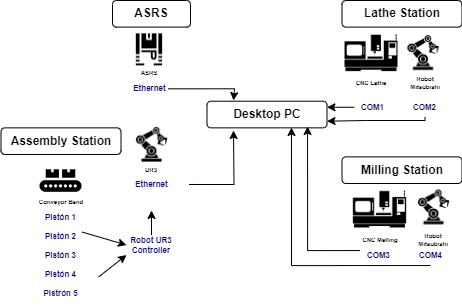 ASRS
Lathe Station
ASRS
CNC Lathe
Robot
Mitsubishi
Ethernet
COM1
COM2
Desktop PC
Assembly Station
UR3
Milling Station
Ethernet
Conveyor Band
Pistón 1
Pistón 2
Pistón 3
Pistón 4
Pistrón 5
Robot UR3
Controller
CNC Melling
Robot
Mitsubishi
COM3
COM4